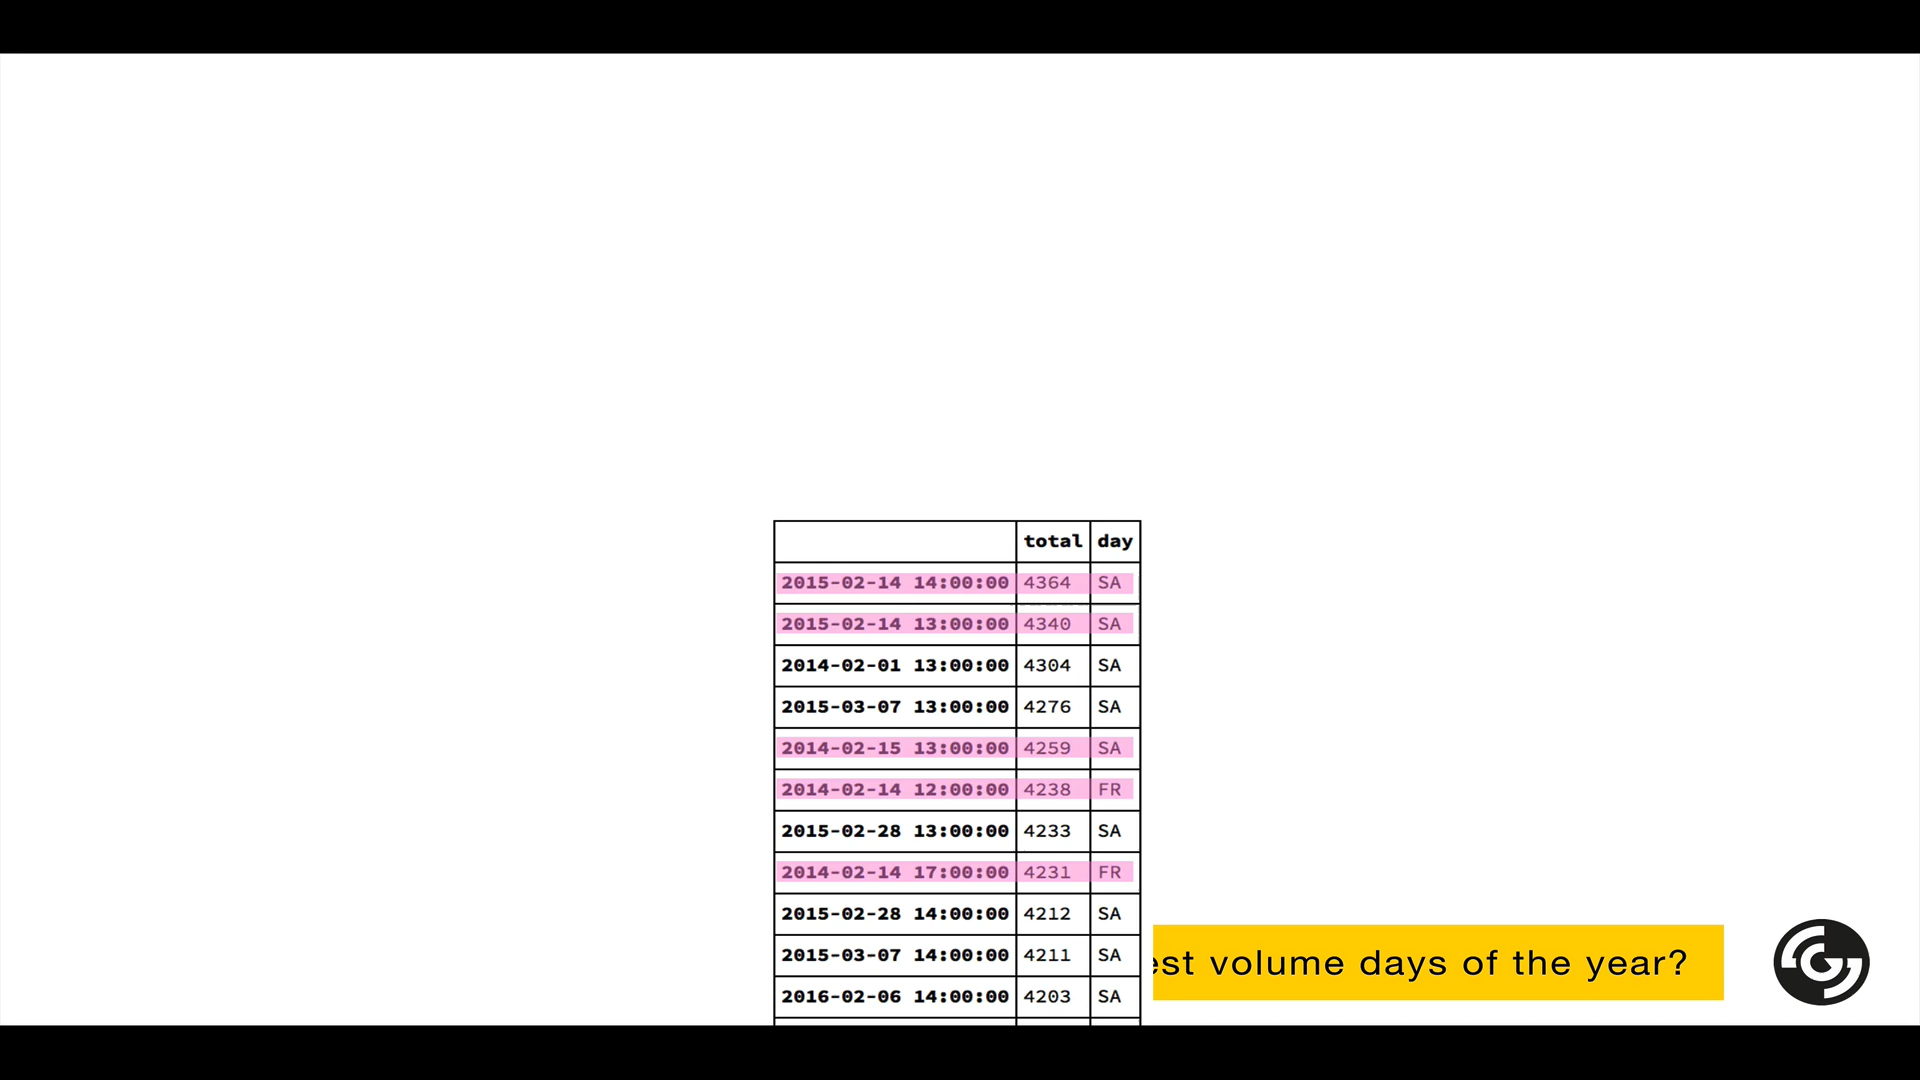 total day
2015-02-14 14:00:00 4364 SA
2015-02-14 13:00:00 4340 SA
2014-02-01 13:00:00 4304 SA
2015-03-07 13:00:00 4276 SA
2014-02-15 13:00:00 4259 SA
2014-02-14 12:00:00 4238 FR
2015-02-28 13:00:00 4233 SA
2014-02-14 17:00:00 4231 FR
2015-02-28 14:00:00 4212 SA
2015-03-07 14:00:00 4211 SA
2016-02-06 14:00:00 4203 SA
est volume days of the year?